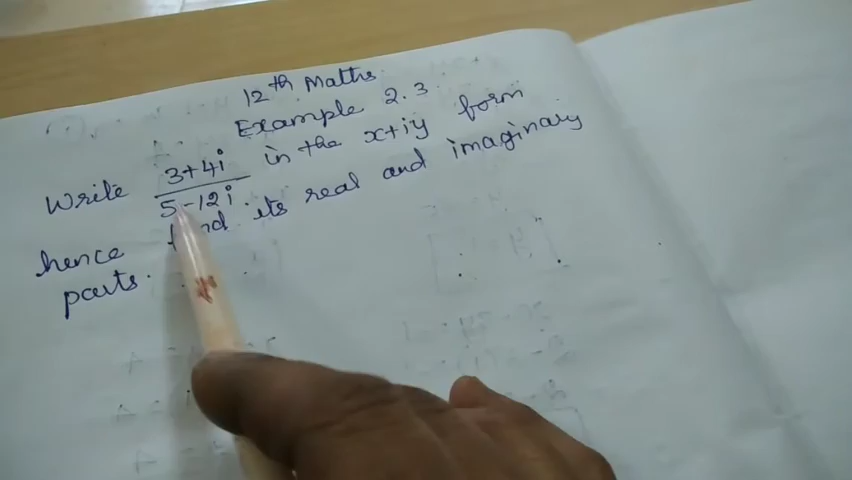 12th Maths
Example 2.3
Write 3+4i / 5-12i. in the x+iy form
hence find its real and imaginary
parts.